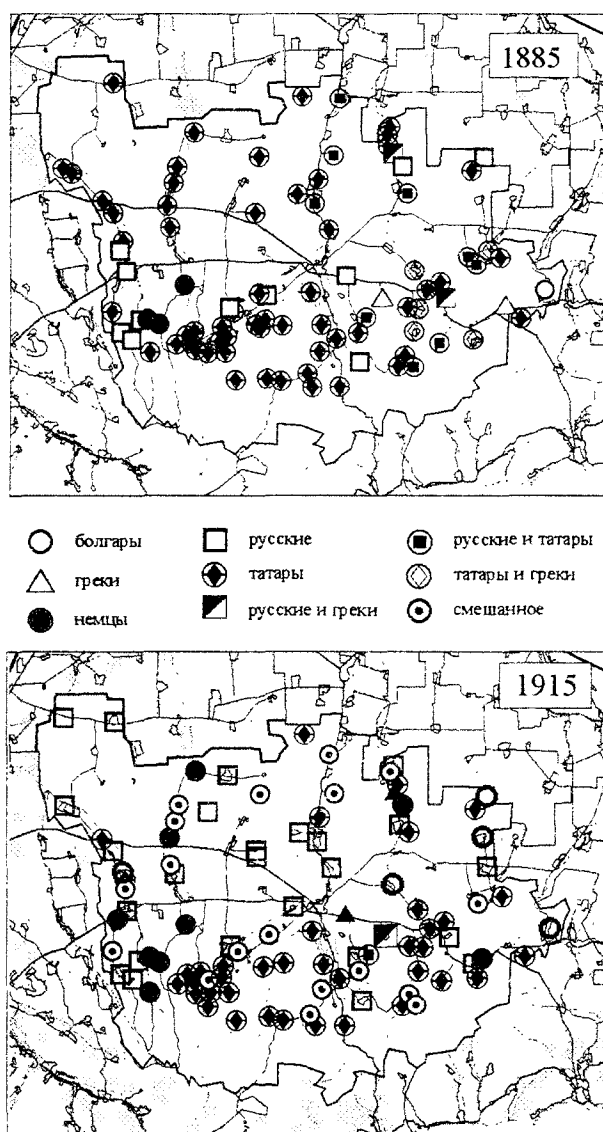 1885
болгары русские русские и татары
греки татары татары и греки
немцы русские и греки смешанное
1915